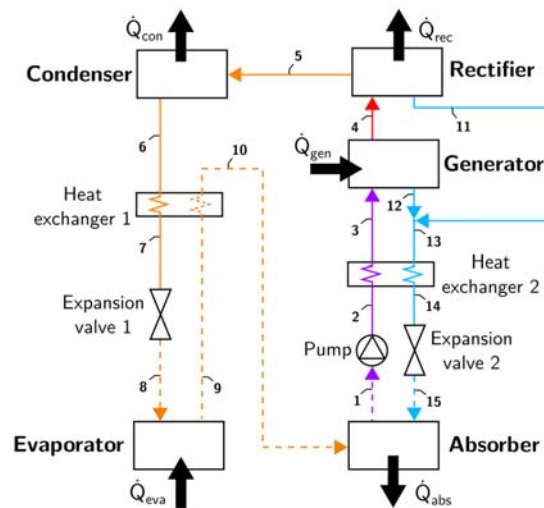 Q̇con
Q̇rec
Condenser
5
Rectifier
4
11
6
10
Q̇gen
Generator
Heat
exchanger 1
12
3
13
7
Heat
exchanger 2
2
14
Expansion
valve 1
Pump
Expansion
valve 2
8
9
1
15
Evaporator
Absorber
Q̇eva
Q̇abs